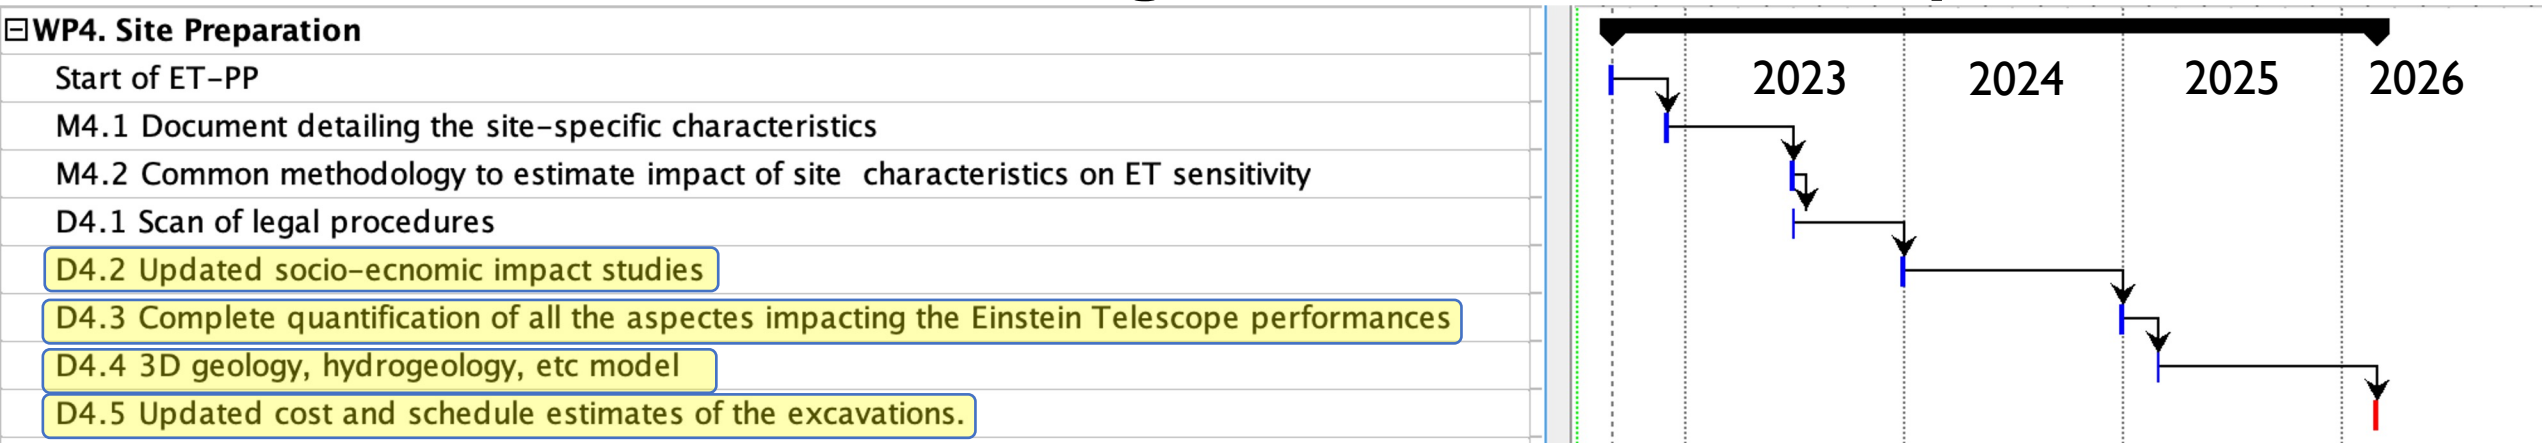 WP4. Site Preparation
Start of ET-PP
2023 2024 2025 2026
M4.1 Document detailing the site-specific characteristics
M4.2 Common methodology to estimate impact of site characteristics on ET sensitivity
D4.1 Scan of legal procedures
D4.2 Updated socio-ecnomic impact studies
D4.3 Complete quantification of all the aspectes impacting the Einstein Telescope performances
D4.4 3D geology, hydrogeology, etc model
D4.5 Updated cost and schedule estimates of the excavations.